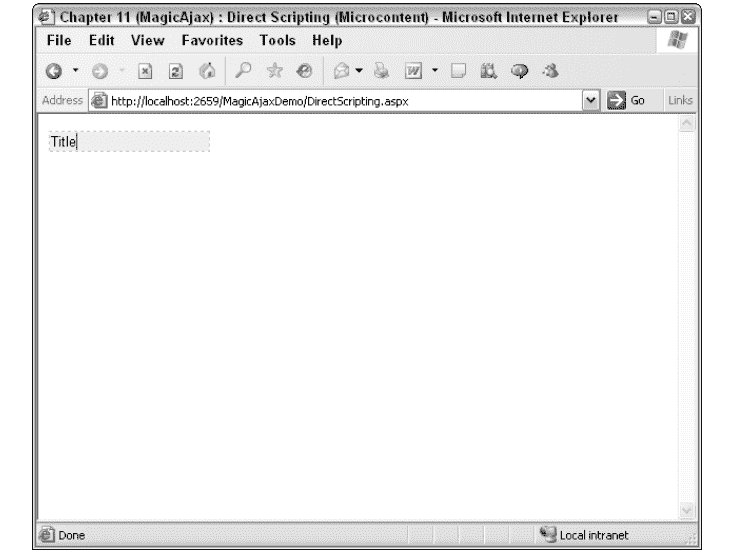 Chapter 11 (MagicAjax) : Direct Scripting (Microcontent) - Microsoft Internet Explorer
File Edit View Favorites Tools Help
Address http://localhost:2659/MagicAjaxDemo/DirectScripting.aspx Go Links
Title
Done Local intranet